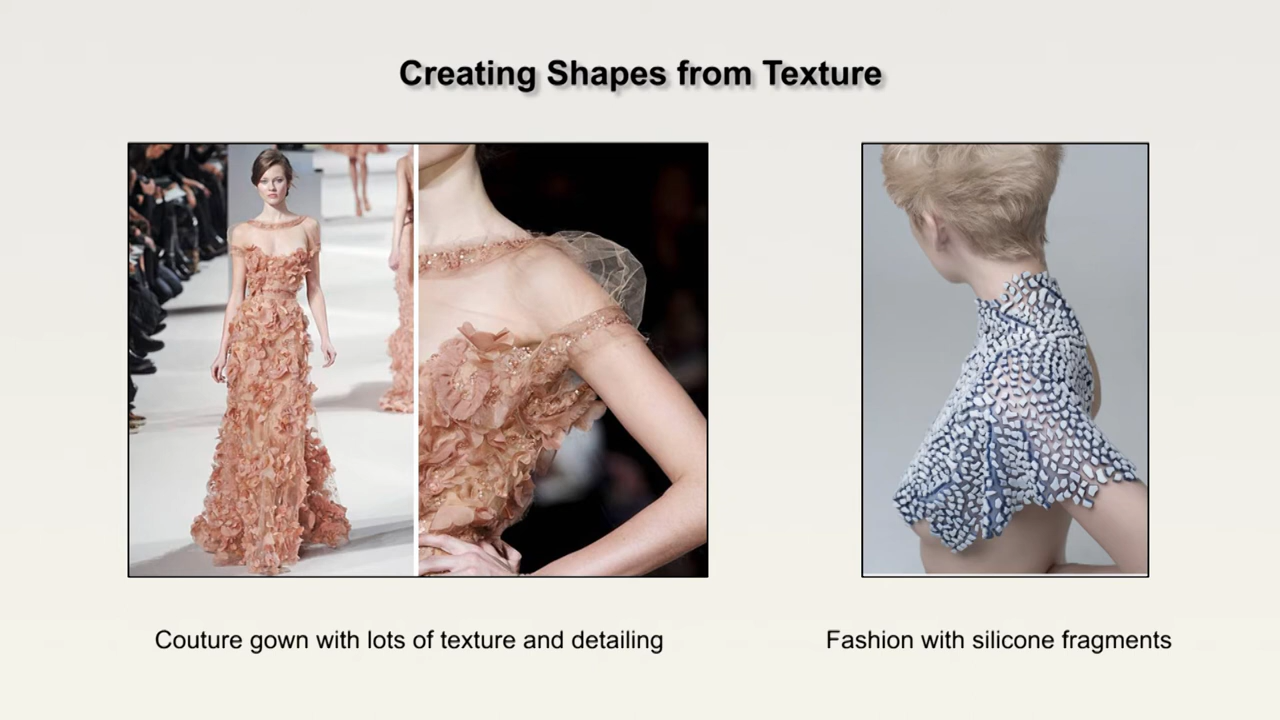 Creating Shapes from Texture
Couture gown with lots of texture and detailing
Fashion with silicone fragments